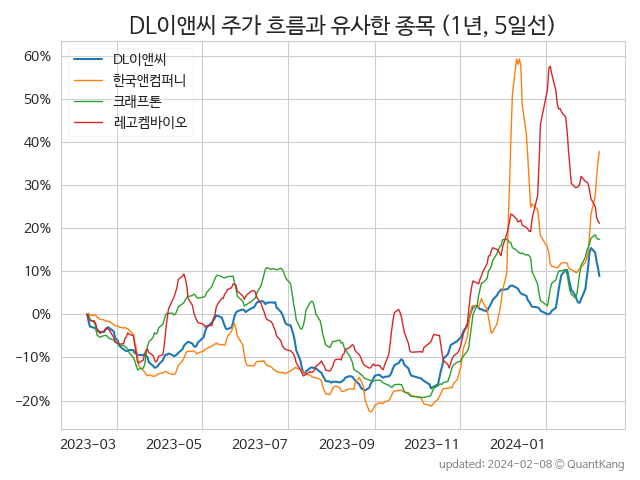 DL이앤씨 주가 흐름과 유사한 종목 (1년, 5일선)
60%
50%
40%
30%
20%
10%
0%
−10%
−20%
DL이앤씨
한국앤컴퍼니
크래프톤
레고켐바이오
2023-03
2023-05
2023-07
2023-09
2023-11
2024-01
updated: 2024-02-08 © QuantKang